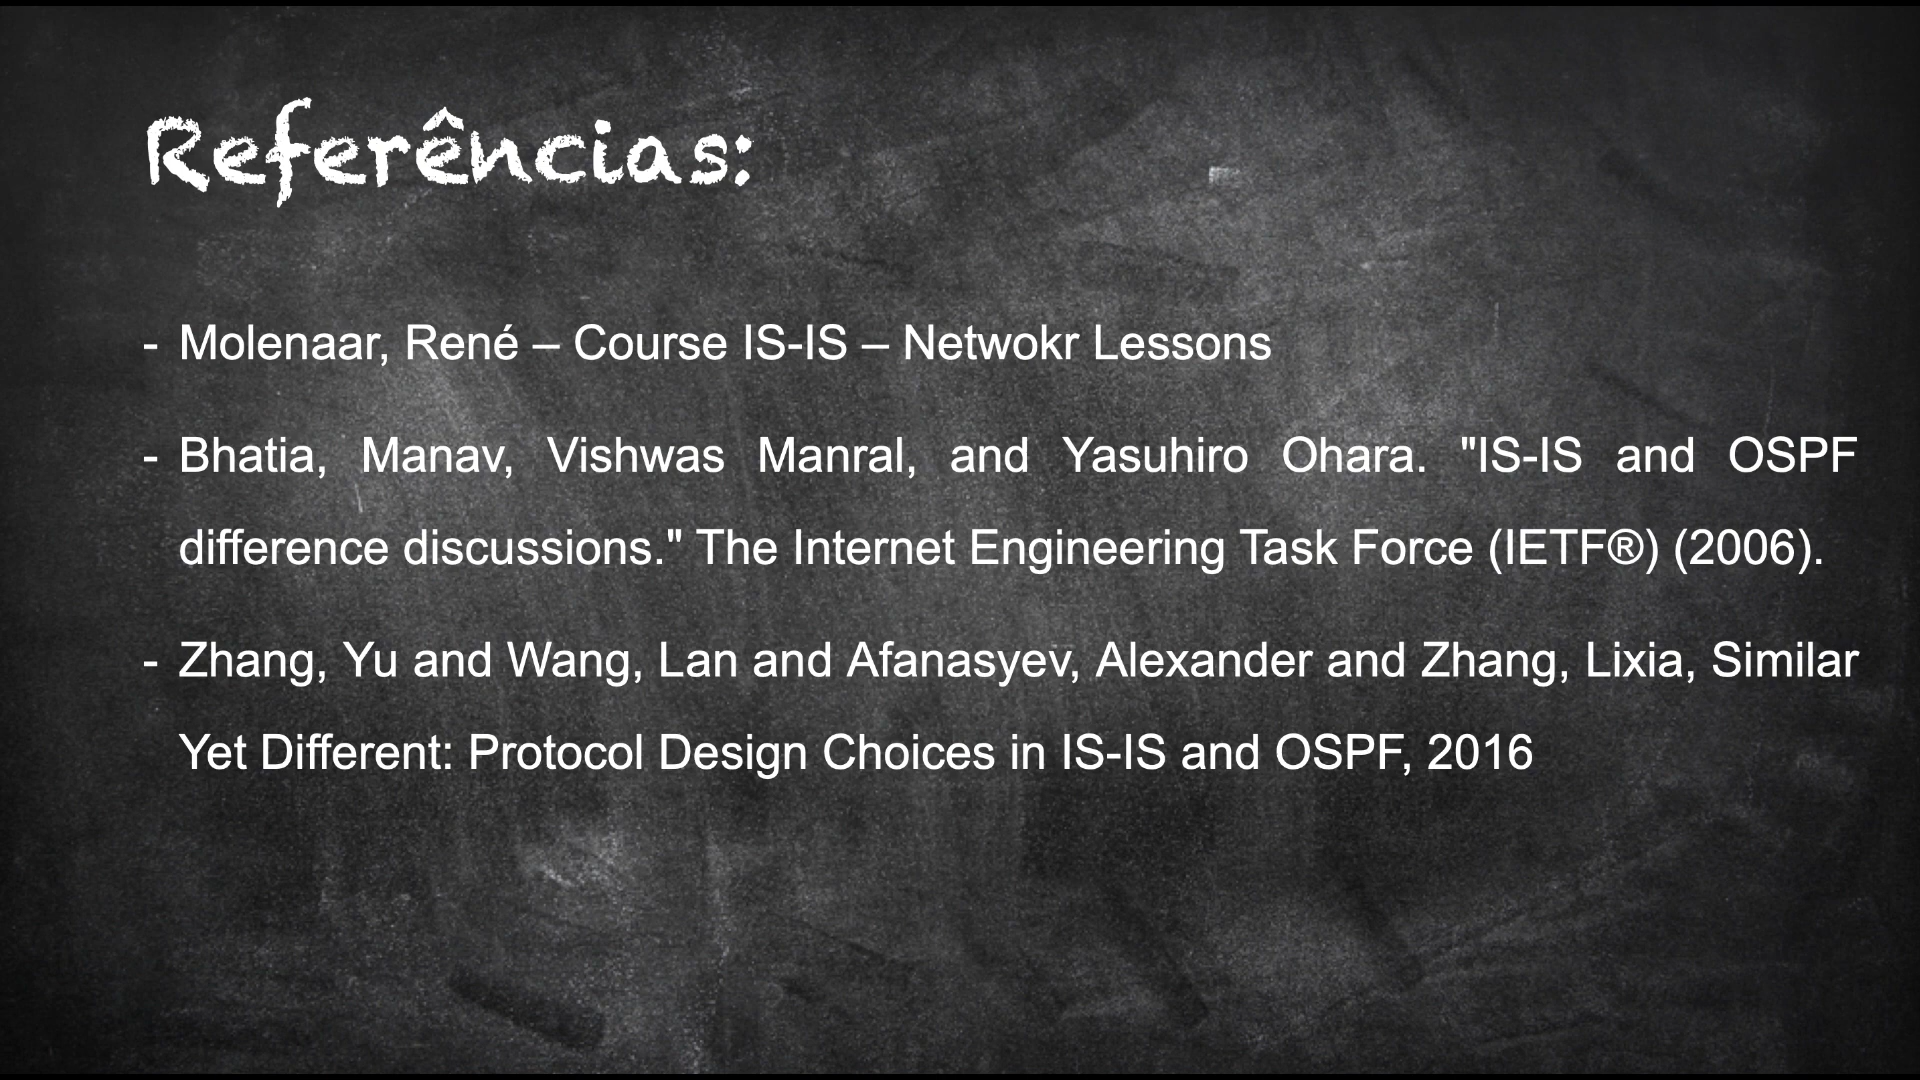 Referências:
- Molenaar, René – Course IS-IS – Netwokr Lessons
- Bhatia, Manav, Vishwas Manral, and Yasuhiro Ohara. "IS-IS and OSPF
difference discussions." The Internet Engineering Task Force (IETF®) (2006).
- Zhang, Yu and Wang, Lan and Afanasyev, Alexander and Zhang, Lixia, Similar
Yet Different: Protocol Design Choices in IS-IS and OSPF, 2016